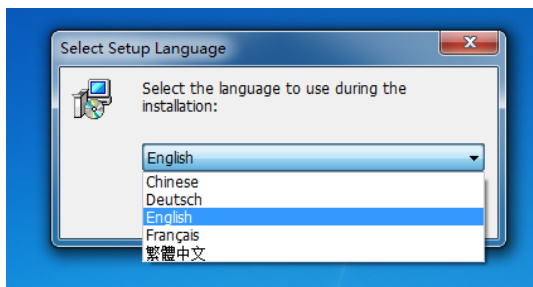 Select Setup Language
Select the language to use during the
installation:
English
Chinese
Deutsch
English
Français
繁體中文